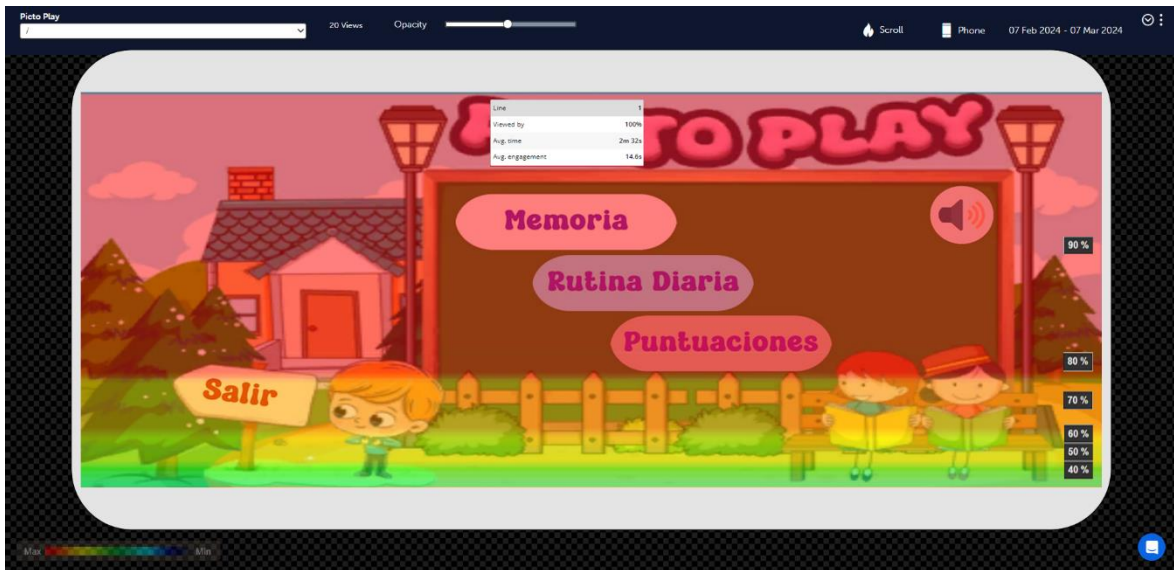 Picto Play
/
20 Views
Opacity
Scroll
Phone
07 Feb 2024 - 07 Mar 2024
TO PLAY
Line 1
Viewed by 100%
Avg. time 2m 32s
Avg. engagement 14.6s
Memoria
90 %
Rutina Diaria
Puntuaciones
80 %
Salir
70 %
60 %
50 %
40 %
Max
Min